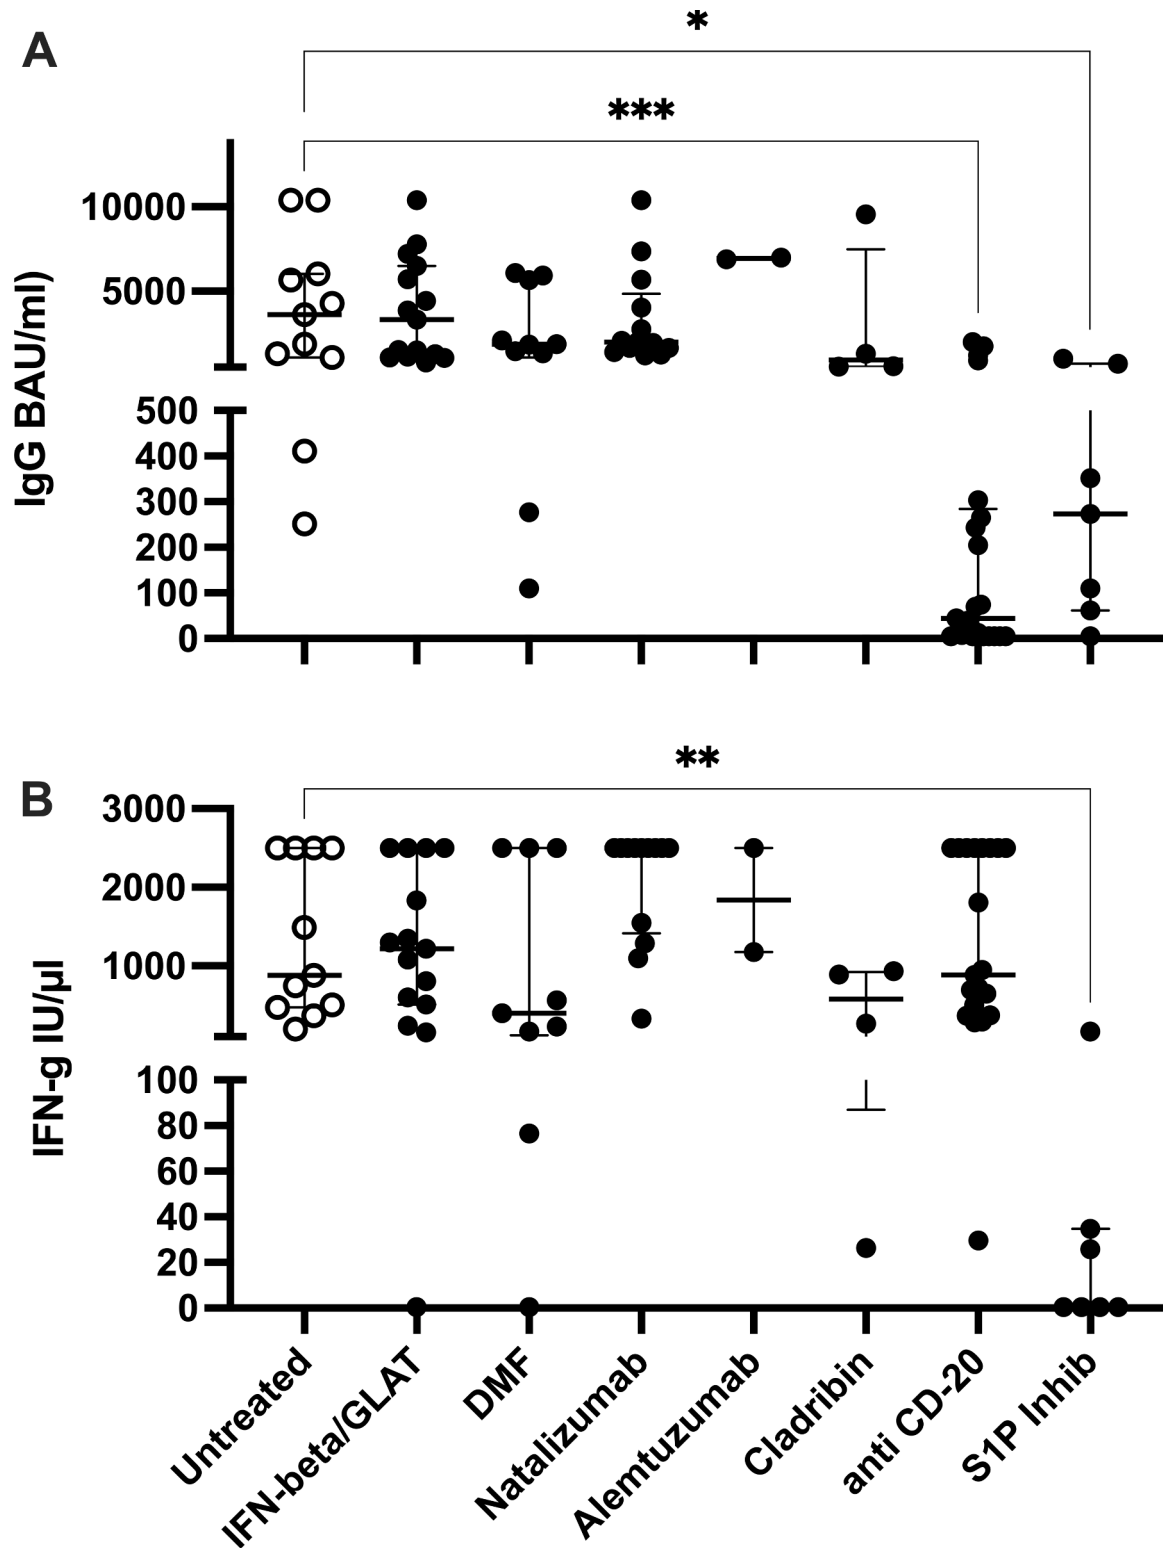 *
A
***
10000
5000
500
400
300
200
100
0
IgG BAU/ml)
**
B
3000
2000
1000
100
80
60
40
20
0
IFN-g IU/µl
Untreated
IFN-beta/GLAT
DMF
Natalizumab
Alemtuzumab
Cladribin
anti CD-20
S1P Inhib